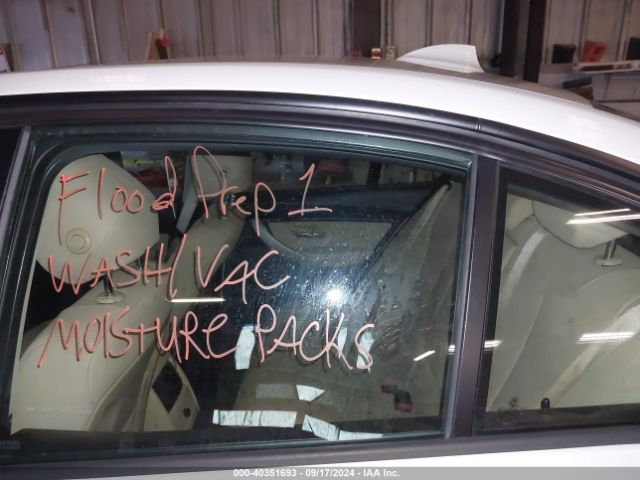 Flood Prep 1
WASH/VAC
MOISTURE PACKS
000-40351693 - 09/17/2024 - IAA Inc.